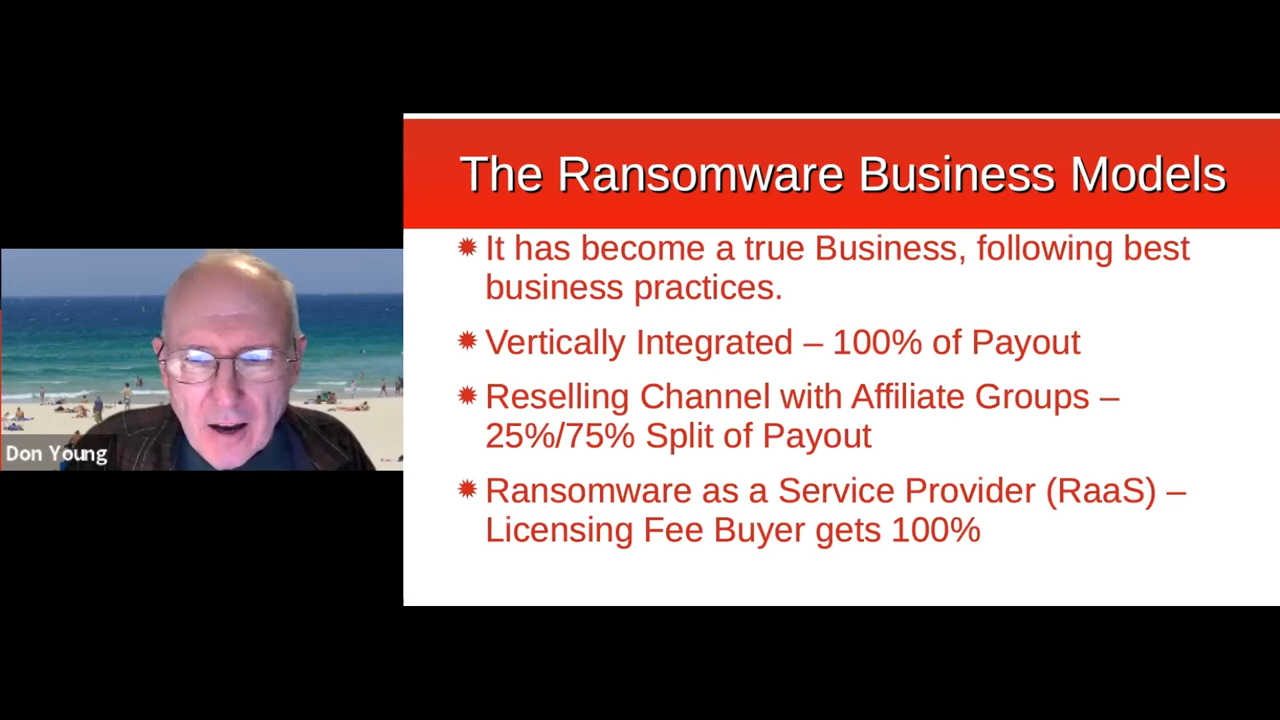 The Ransomware Business Models
✹ It has become a true Business, following best
business practices.
✹ Vertically Integrated – 100% of Payout
✹ Reselling Channel with Affiliate Groups –
25%/75% Split of Payout
✹ Ransomware as a Service Provider (RaaS) –
Licensing Fee Buyer gets 100%
Don Young